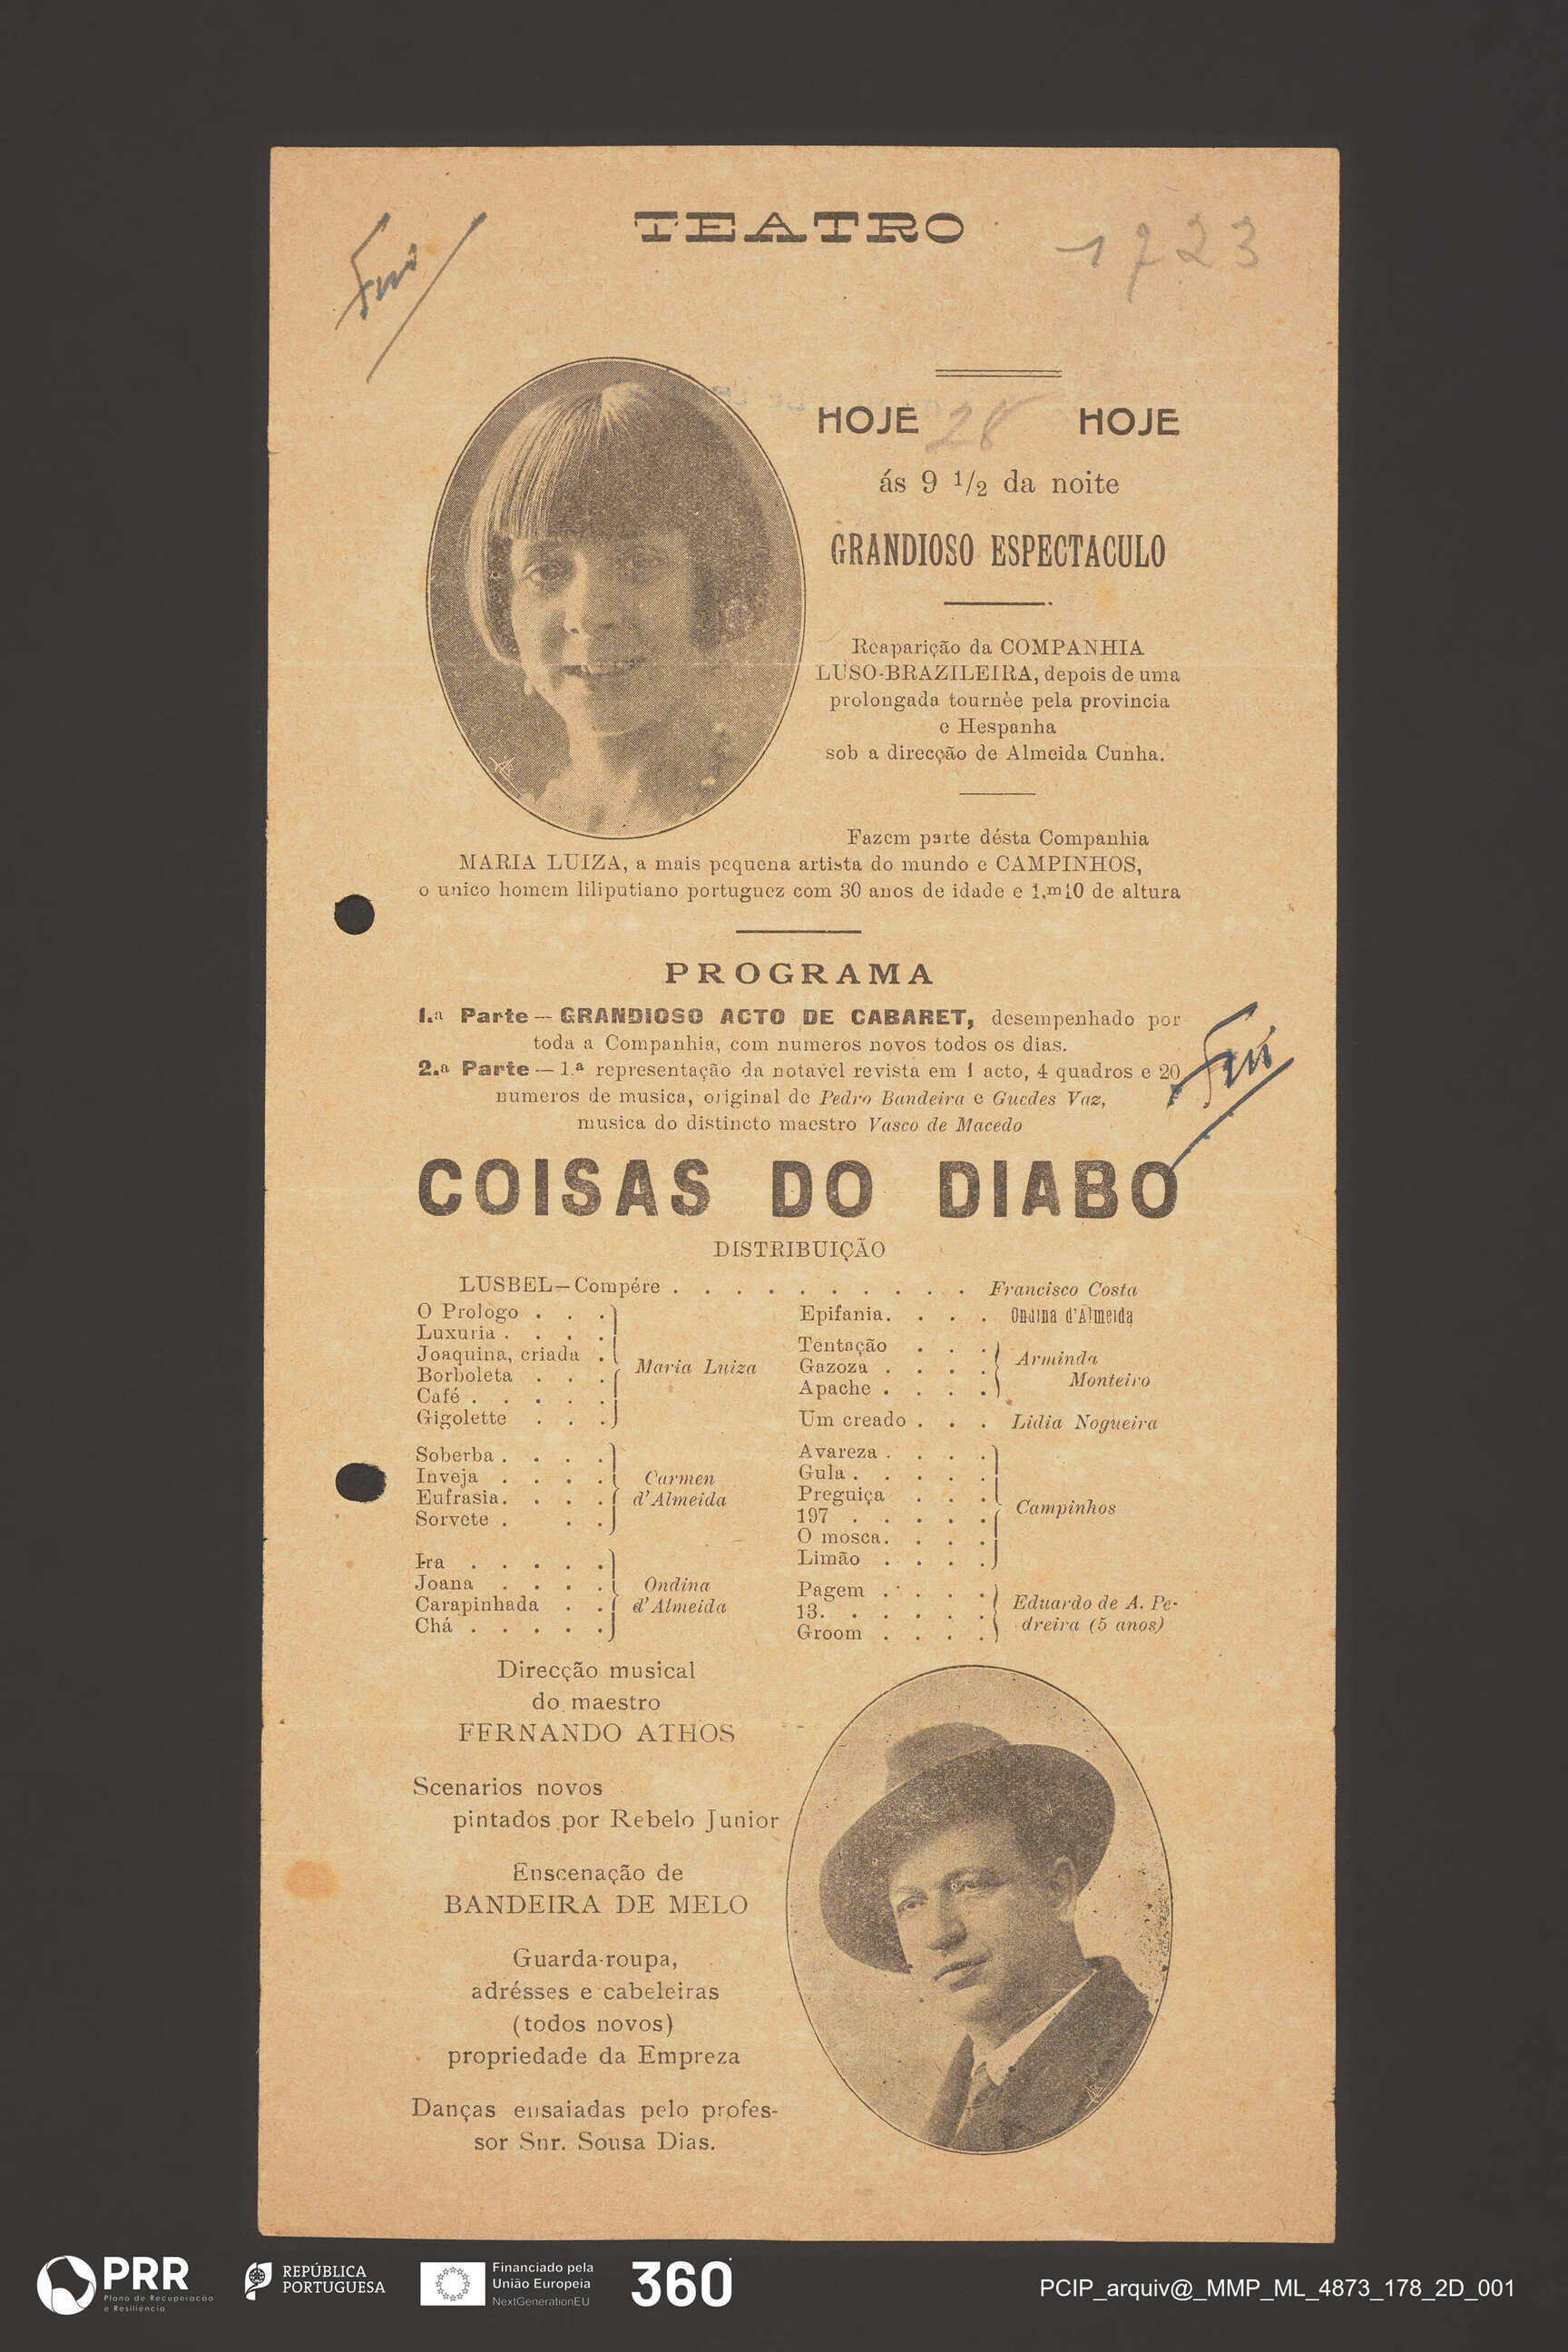 TEATRO
1723
HOJE 28 HOJE
ás 9 1/2 da noite
GRANDIOSO ESPECTACULO
Reaparição da COMPANHIA
LUSO-BRAZILEIRA, depois de uma
prolongada tournèe pela provincia
e Hespanha
sob a direcção de Almeida Cunha.
Fazem parte désta Companhia
MARIA LUIZA, a mais pequena artista do mundo e CAMPINHOS,
o unico homem liliputiano portuguez com 30 anos de idade e 1,m10 de altura
PROGRAMA
1.a Parte — GRANDIOSO ACTO DE CABARET, desempenhado por
toda a Companhia, com numeros novos todos os dias.
2.a Parte — 1.ª representação da notavel revista em 1 acto, 4 quadros e 20
numeros de musica, original de Pedro Bandeira e Guedes Vaz,
musica do distincto maestro Vasco de Macedo
COISAS DO DIABO
DISTRIBUIÇÃO
LUSBEL—Compére . . . . . . . . . . Francisco Costa
O Prologo . . .
Luxuria . . . .
Joaquina, criada .
Borboleta . . .
Café . . . . .
Gigolette . . .
Maria Luiza
Soberba . . . .
Inveja . . . .
Eufrasia. . . .
Sorvete . . .
Carmen
d'Almeida
Ira . . . . .
Joana . . . .
Carapinhada . .
Chá . . . . .
Ondina
d'Almeida
Epifania. . . . Ondina d'Almeida
Tentação . . .
Gazoza . . . .
Apache . . . .
Arminda
Monteiro
Um creado . . . Lidia Nogueira
Avareza . . . .
Gula . . . . .
Preguiça . . .
197 . . . . .
O mosca. . . .
Limão . . . .
Campinhos
Pagem . . . .
13. . . . . .
Groom . . . .
Eduardo de A. Pe-
dreira (5 anos)
Direcção musical
do maestro
FERNANDO ATHOS
Scenarios novos
pintados por Rebelo Junior
Enscenação de
BANDEIRA DE MELO
Guarda-roupa,
adrésses e cabeleiras
(todos novos)
propriedade da Empreza
Danças ensaiadas pelo profes-
sor Snr. Sousa Dias.
PRR
Plano de Recuperação
e Resiliência
REPÚBLICA
PORTUGUESA
Financiado pela
União Europeia
NextGenerationEU
360
PCIP_arquiv@_MMP_ML_4873_178_2D_001